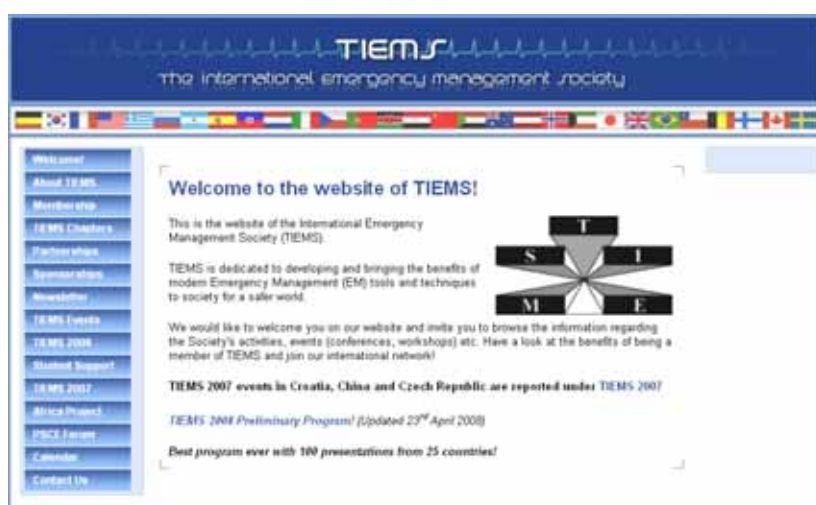 TIEMS
The international emergency management society
Welcome!
About TIEMS
Membership
TIEMS Chapters
Partnerships
Sponsorships
Newsletter
TIEMS Events
TIEMS 2008
Student Support
TIEMS 2007
Africa Project
PSCE Forum
Calendar
Contact Us
Welcome to the website of TIEMS!
This is the website of the International Emergency
Management Society (TIEMS).
TIEMS is dedicated to developing and bringing the benefits of
modern Emergency Management (EM) tools and techniques
to society for a safer world.
T
S I
M E
We would like to welcome you on our website and invite you to browse the information regarding
the Society's activities, events (conferences, workshops) etc. Have a look at the benefits of being a
member of TIEMS and join our international network!
TIEMS 2007 events in Croatia, China and Czech Republic are reported under TIEMS 2007
TIEMS 2008 Preliminary Program! (Updated 23rd April 2008)
Best program ever with 100 presentations from 25 countries!